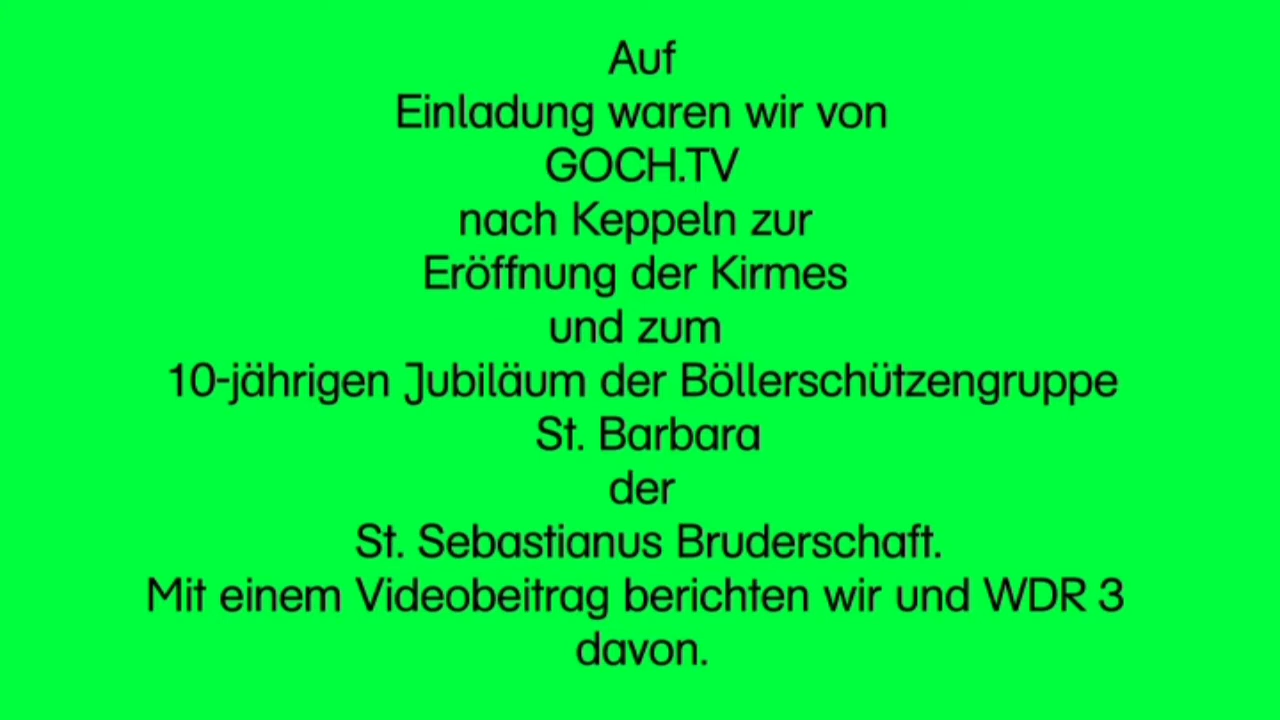 Auf
Einladung waren wir von
GOCH.TV
nach Keppeln zur
Eröffnung der Kirmes
und zum
10-jährigen Jubiläum der Böllerschützengruppe
St. Barbara
der
St. Sebastianus Bruderschaft.
Mit einem Videobeitrag berichten wir und WDR 3
davon.